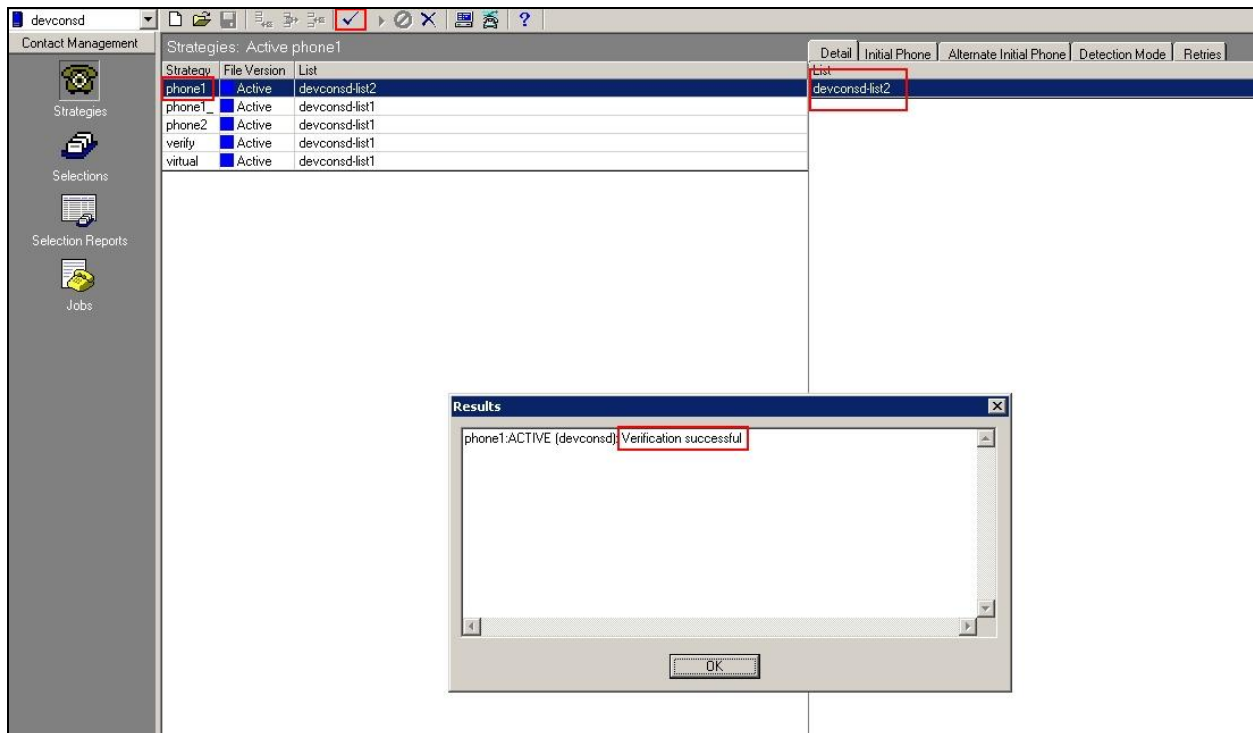 devconsd
?
Contact Management
Strategies
Selections
Selection Reports
Jobs
Strategies: Active phone1
Strategy File Version List
phone1 Active devconsd-list2
phone1_ Active devconsd-list1
phone2 Active devconsd-list1
verify Active devconsd-list1
virtual Active devconsd-list1
Detail Initial Phone Alternate Initial Phone Detection Mode Retries
List
devconsd-list2
Results
phone1:ACTIVE (devconsd): Verification successful
OK